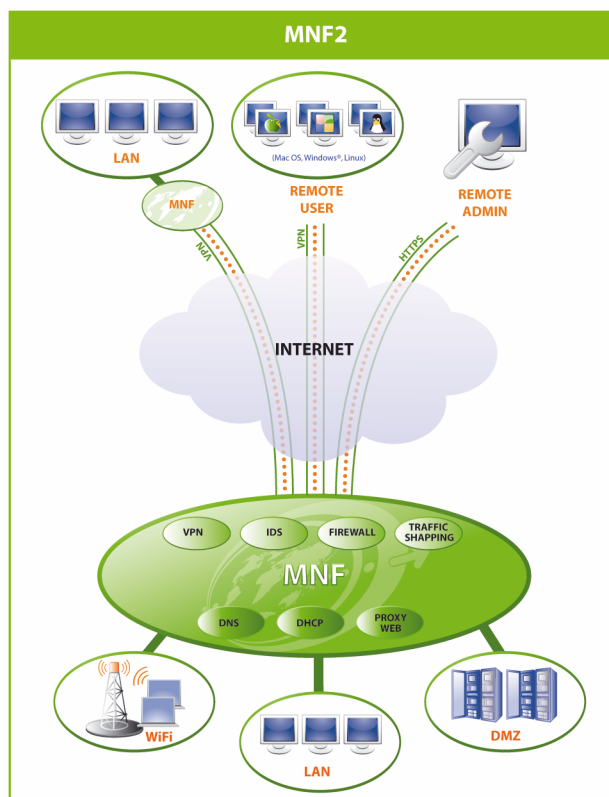 MNF2
LAN
(Mac OS, Windows®, Linux)
REMOTE
USER
REMOTE
ADMIN
MNF
VPN
VPN
HTTPS
INTERNET
VPN
IDS
FIREWALL
TRAFFIC
SHAPPING
MNF
DNS
DHCP
PROXY
WEB
WiFi
LAN
DMZ